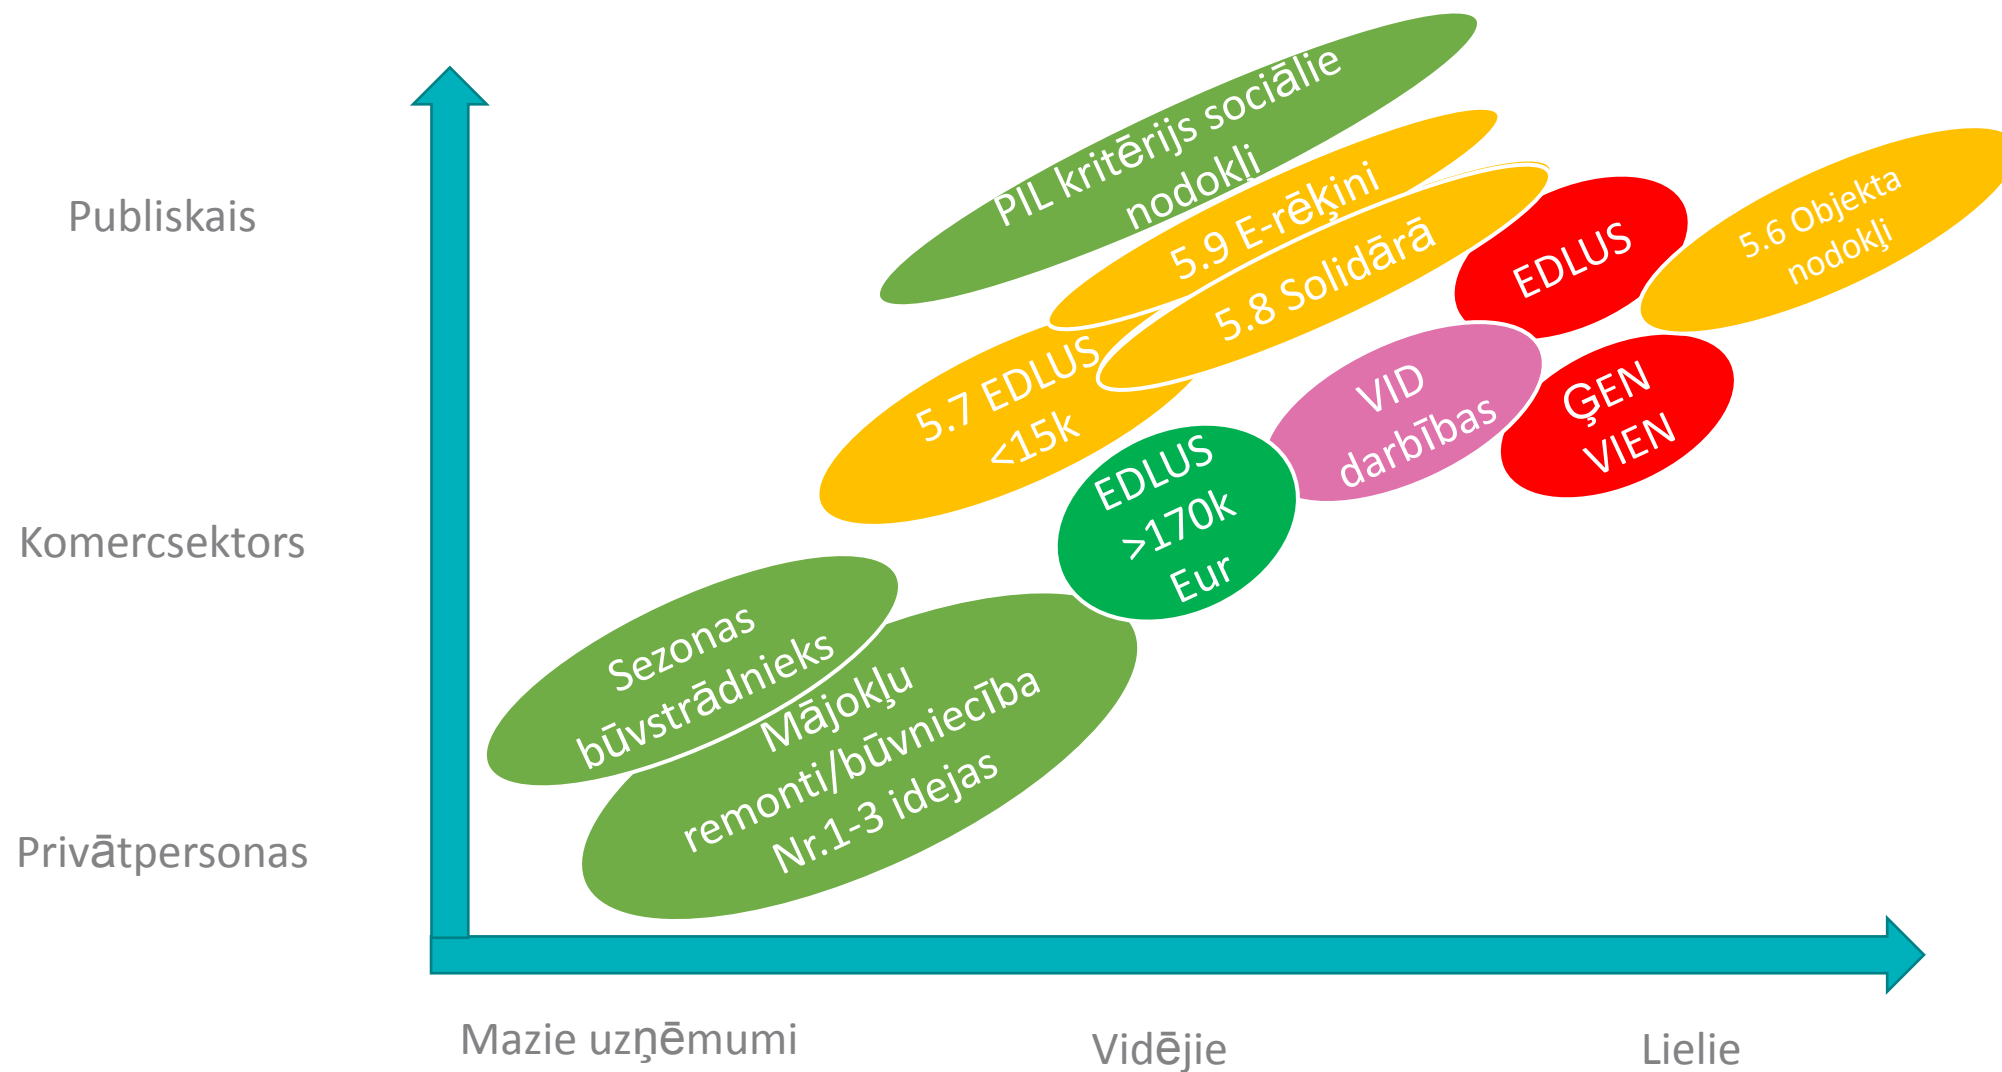 PIL kritērijs sociālie
nodokļi
Publiskais
5.9 E-rēķini
5.8 Solidārā
EDLUS
5.6 Objekta
nodokļi
5.7 EDLUS
<15k
VID
darbības
ĢEN
VIEN
EDLUS
>170k
Eur
Komercsektors
Sezonas
būvstrādnieks
Mājokļu
remonti/būvniecība
Nr.1-3 idejas
Privātpersonas
Mazie uzņēmumi
Vidējie
Lielie